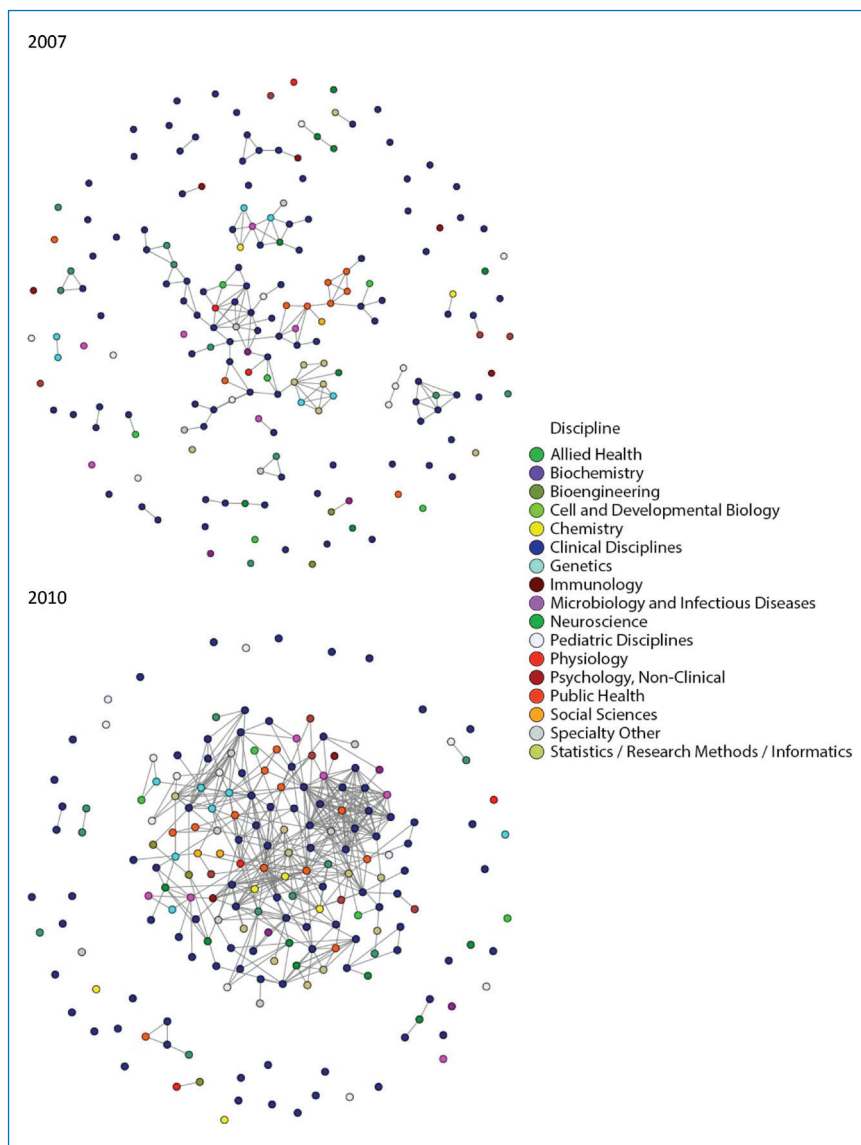 2007
Discipline
Allied Health
Biochemistry
Bioengineering
Cell and Developmental Biology
Chemistry
Clinical Disciplines
Genetics
Immunology
Microbiology and Infectious Diseases
Neuroscience
Pediatric Disciplines
Physiology
Psychology, Non-Clinical
Public Health
Social Sciences
Specialty Other
Statistics / Research Methods / Informatics
2010